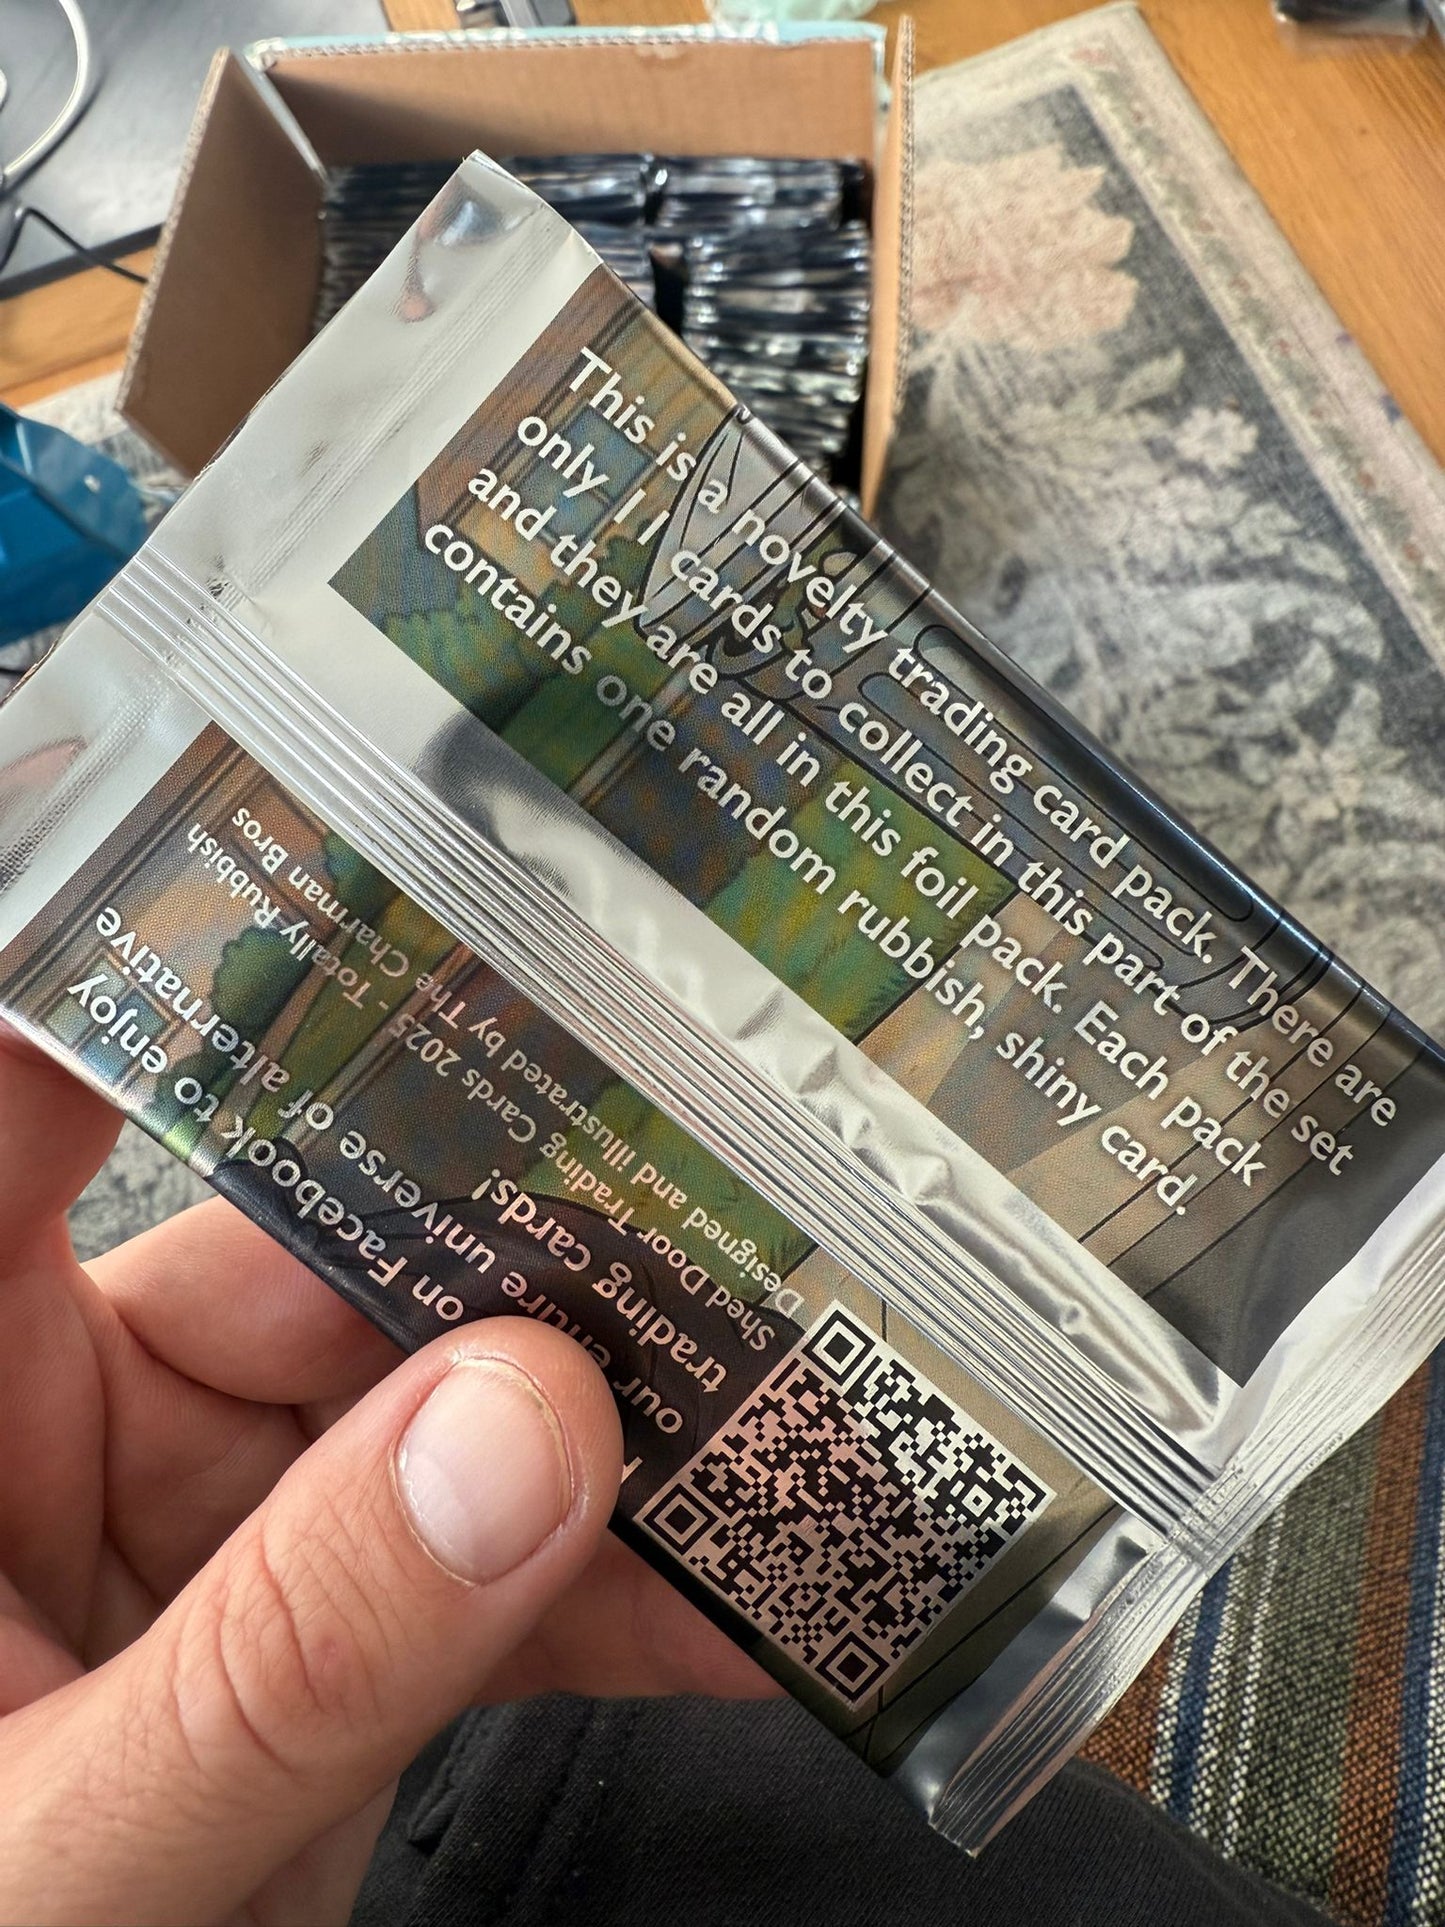 This is a novelty trading card pack. There are
only 11 cards to collect in this part of the set
and they are all in this foil pack. Each pack
contains one random rubbish, shiny card.
on Facebook to enjoy
our entire universe of alternative
trading cards!
Shed Door Trading Cards 2025 - Totally Rubbish
Designed and illustrated by The Charman Bros